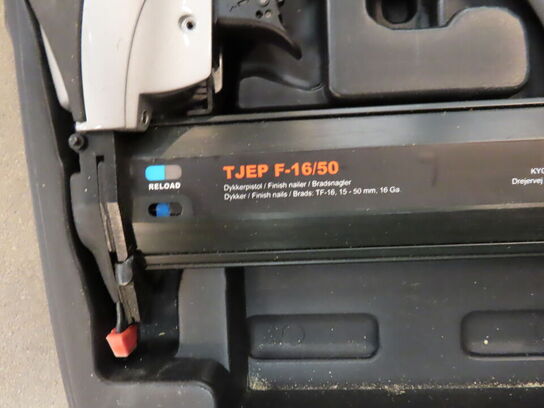 TJEP F-16/50
RELOAD
Dykkerpistol / Finish nailer / Bradsnagler
Dykker / Finish nails / Brads: TF-16, 15 - 50 mm. 16 Ga.
Drejervej